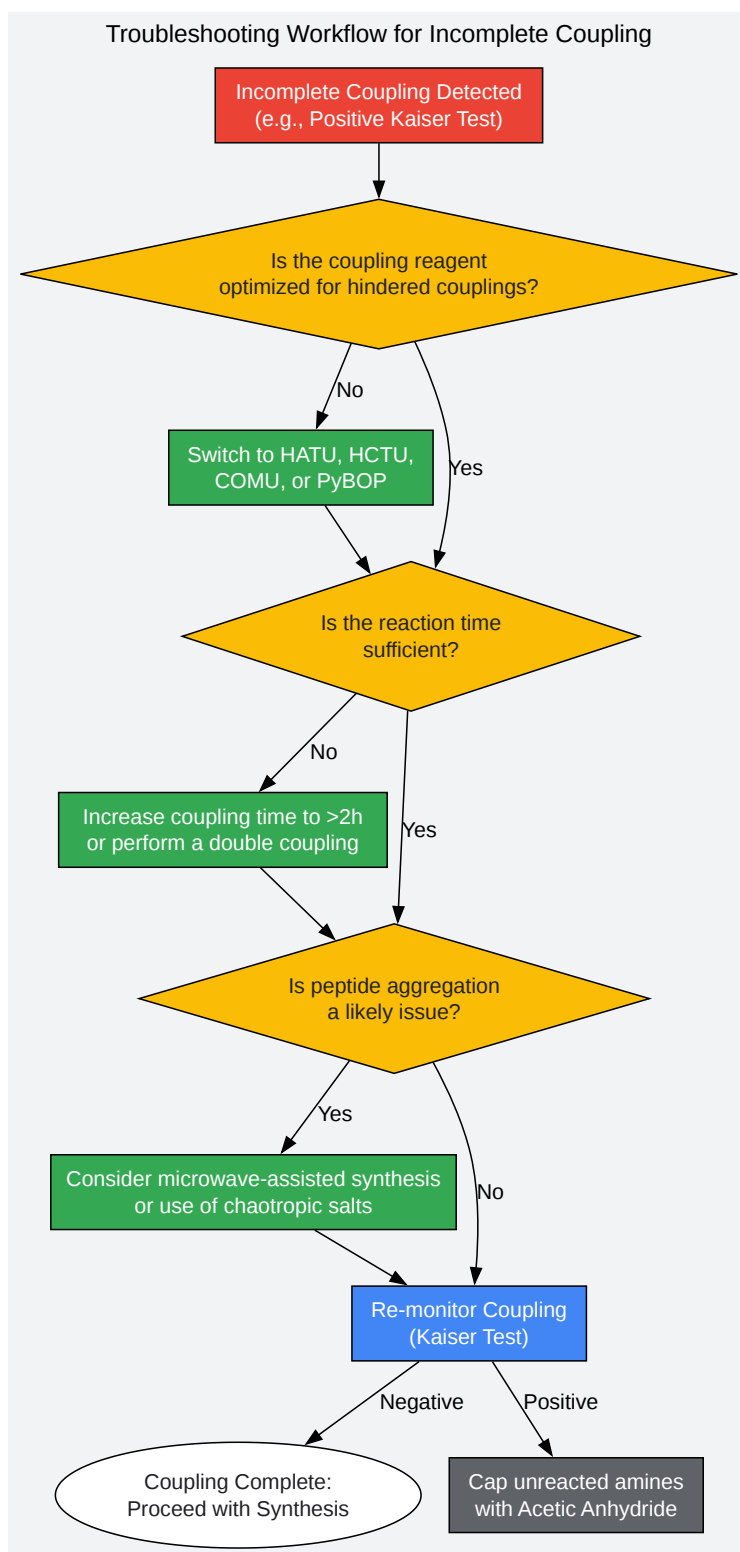 Troubleshooting Workflow for Incomplete Coupling
Incomplete Coupling Detected
(e.g., Positive Kaiser Test)
Is the coupling reagent
optimized for hindered couplings?
No
Switch to HATU, HCTU,
COMU, or PyBOP
Yes
Is the reaction time
sufficient?
No
Increase coupling time to >2h
or perform a double coupling
Yes
Is peptide aggregation
a likely issue?
Yes
Consider microwave-assisted synthesis
or use of chaotropic salts
No
Re-monitor Coupling
(Kaiser Test)
Negative
Positive
Coupling Complete:
Proceed with Synthesis
Cap unreacted amines
with Acetic Anhydride